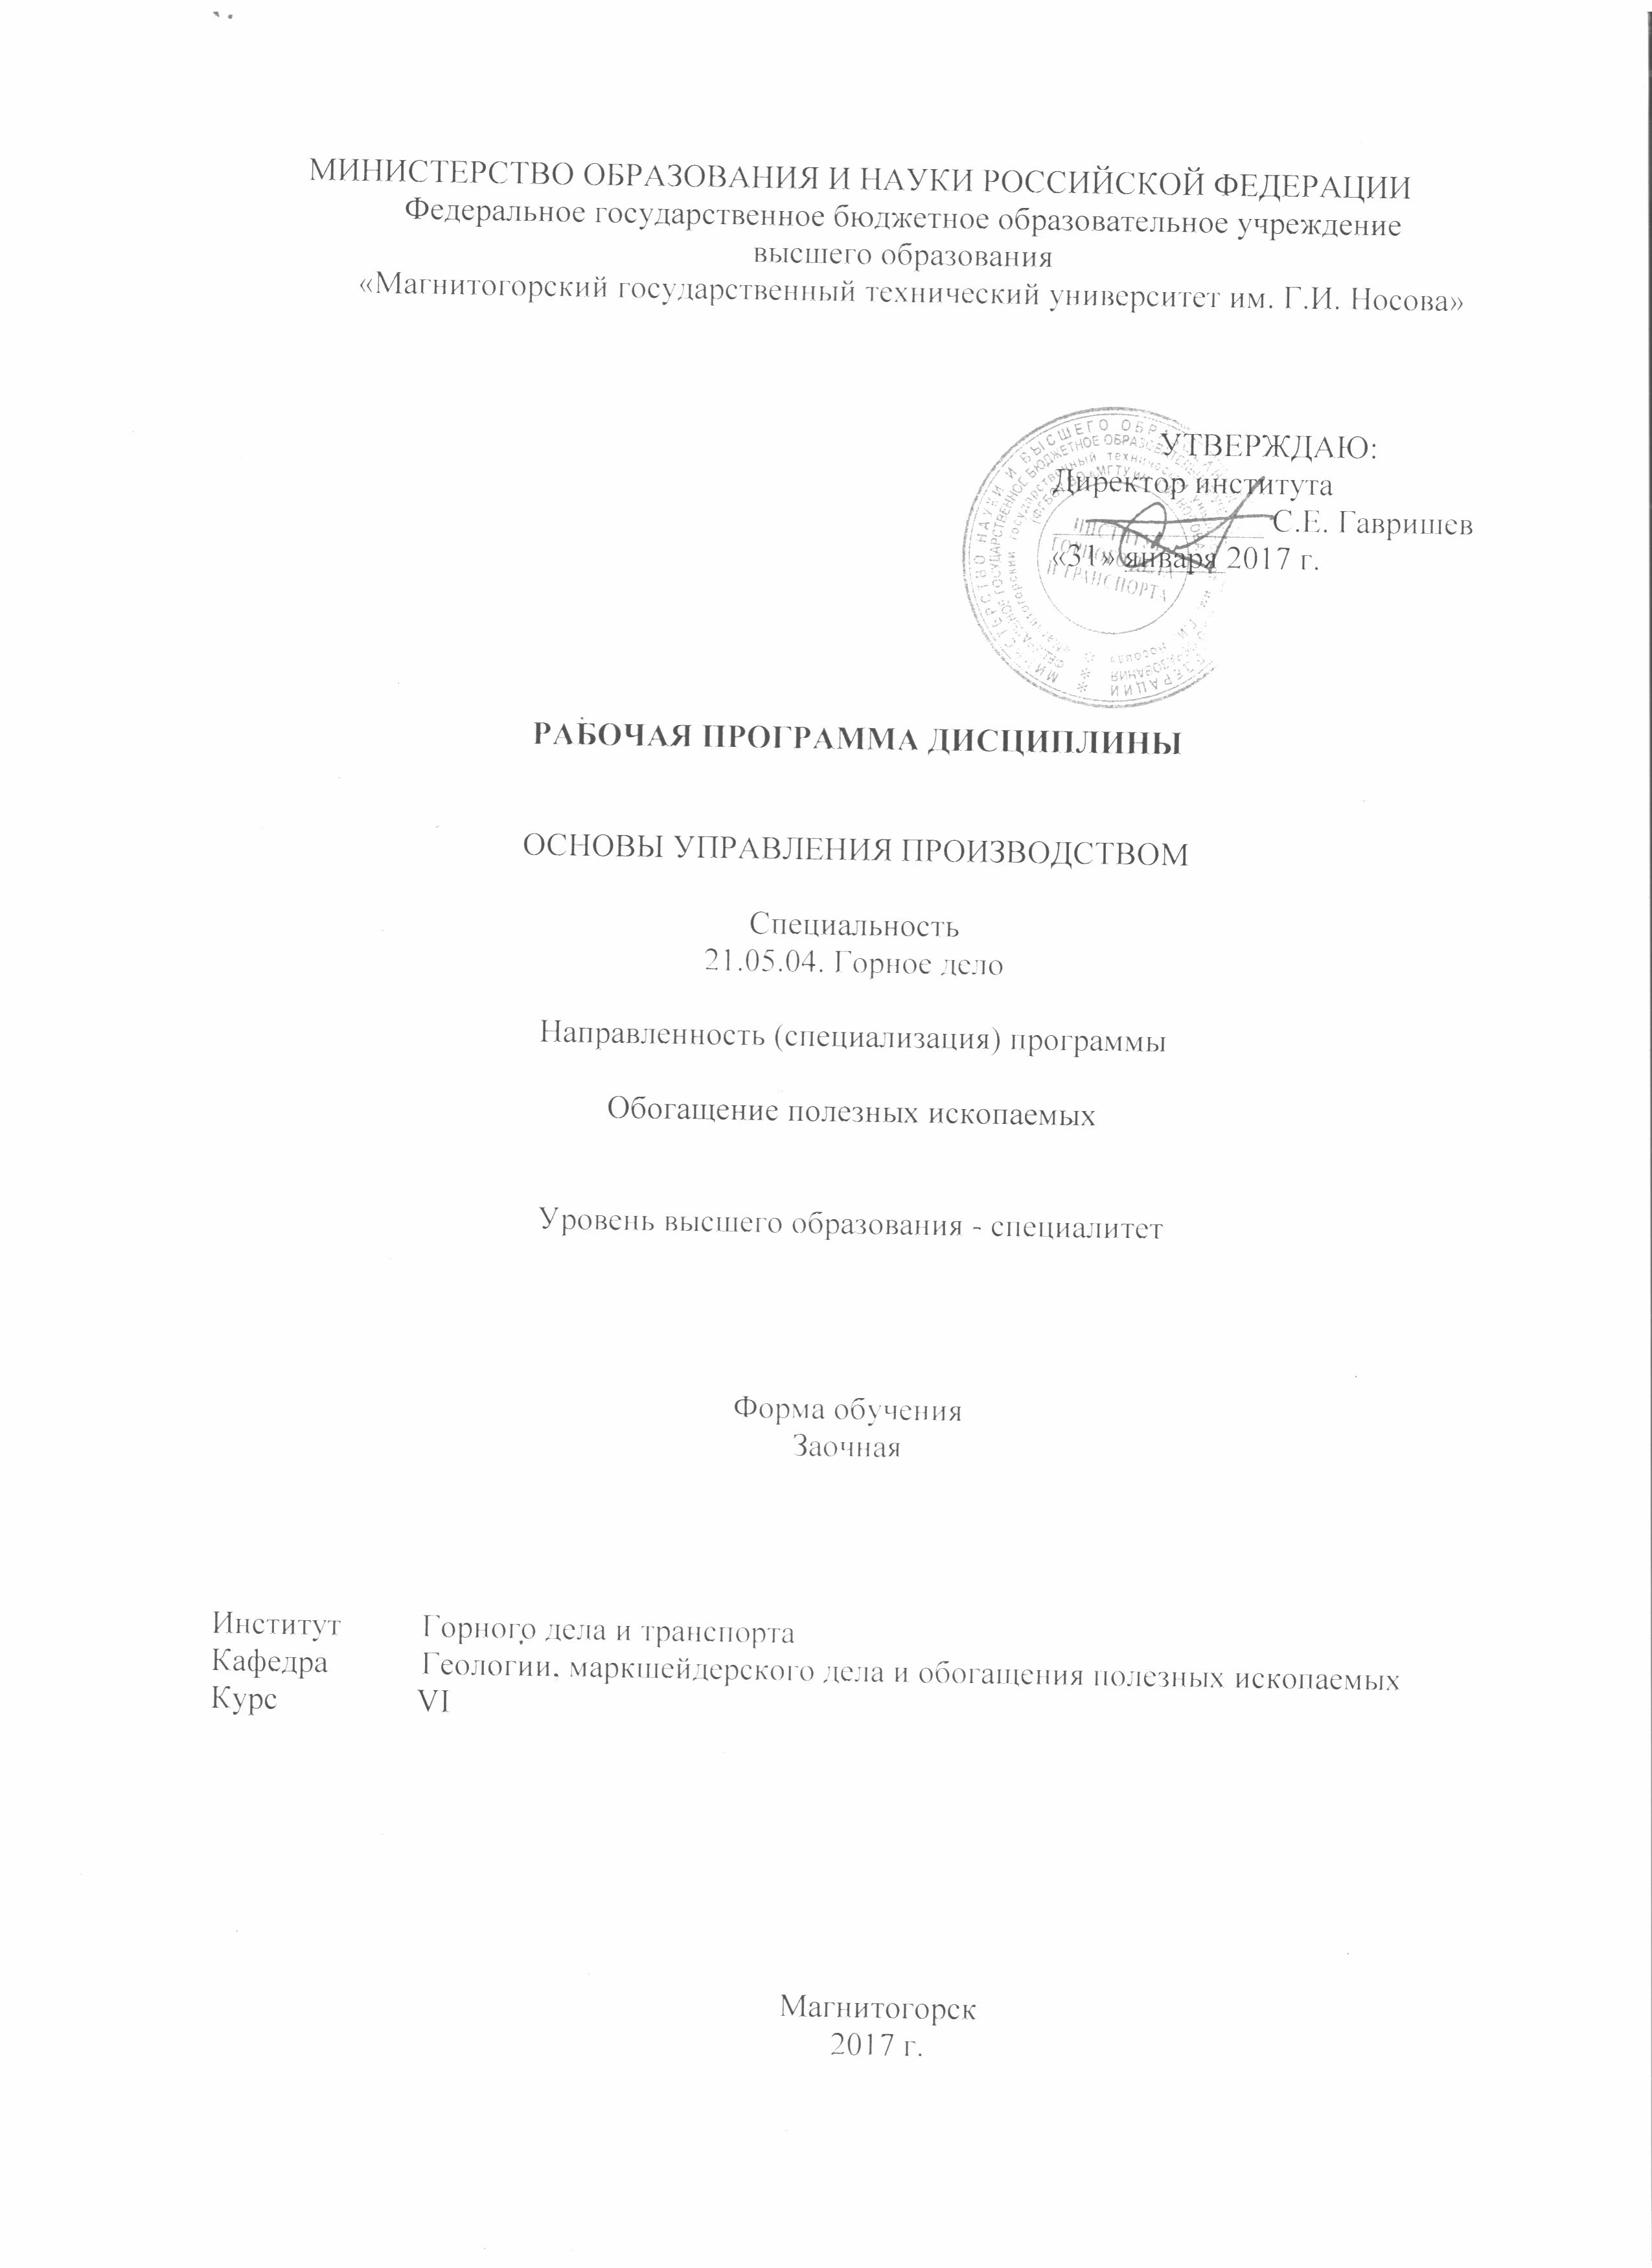 МИНИСТЕРСТВО ОБРАЗОВАНИЯ И НАУКИ РОССИЙСКОЙ ФЕДЕРАЦИИ
Федеральное государственное бюджетное образовательное учреждение
высшего образования
«Магнитогорский государственный технический университет им. Г.И. Носова»
УТВЕРЖДАЮ:
Директор института
С.Е. Гавришев
«31» января 2017 г.
И ТРАНСПОРТА
РАБОЧАЯ ПРОГРАММА ДИСЦИПЛИНЫ
ОСНОВЫ УПРАВЛЕНИЯ ПРОИЗВОДСТВОМ
Специальность
21.05.04. Горное дело
Направленность (специализация) программы
Обогащение полезных ископаемых
Уровень высшего образования - специалитет
Форма обучения
Заочная
Институт Горного дела и транспорта
Кафедра Геологии, маркшейдерского дела и обогащения полезных ископаемых
Курс VI
Магнитогорск
2017 г.